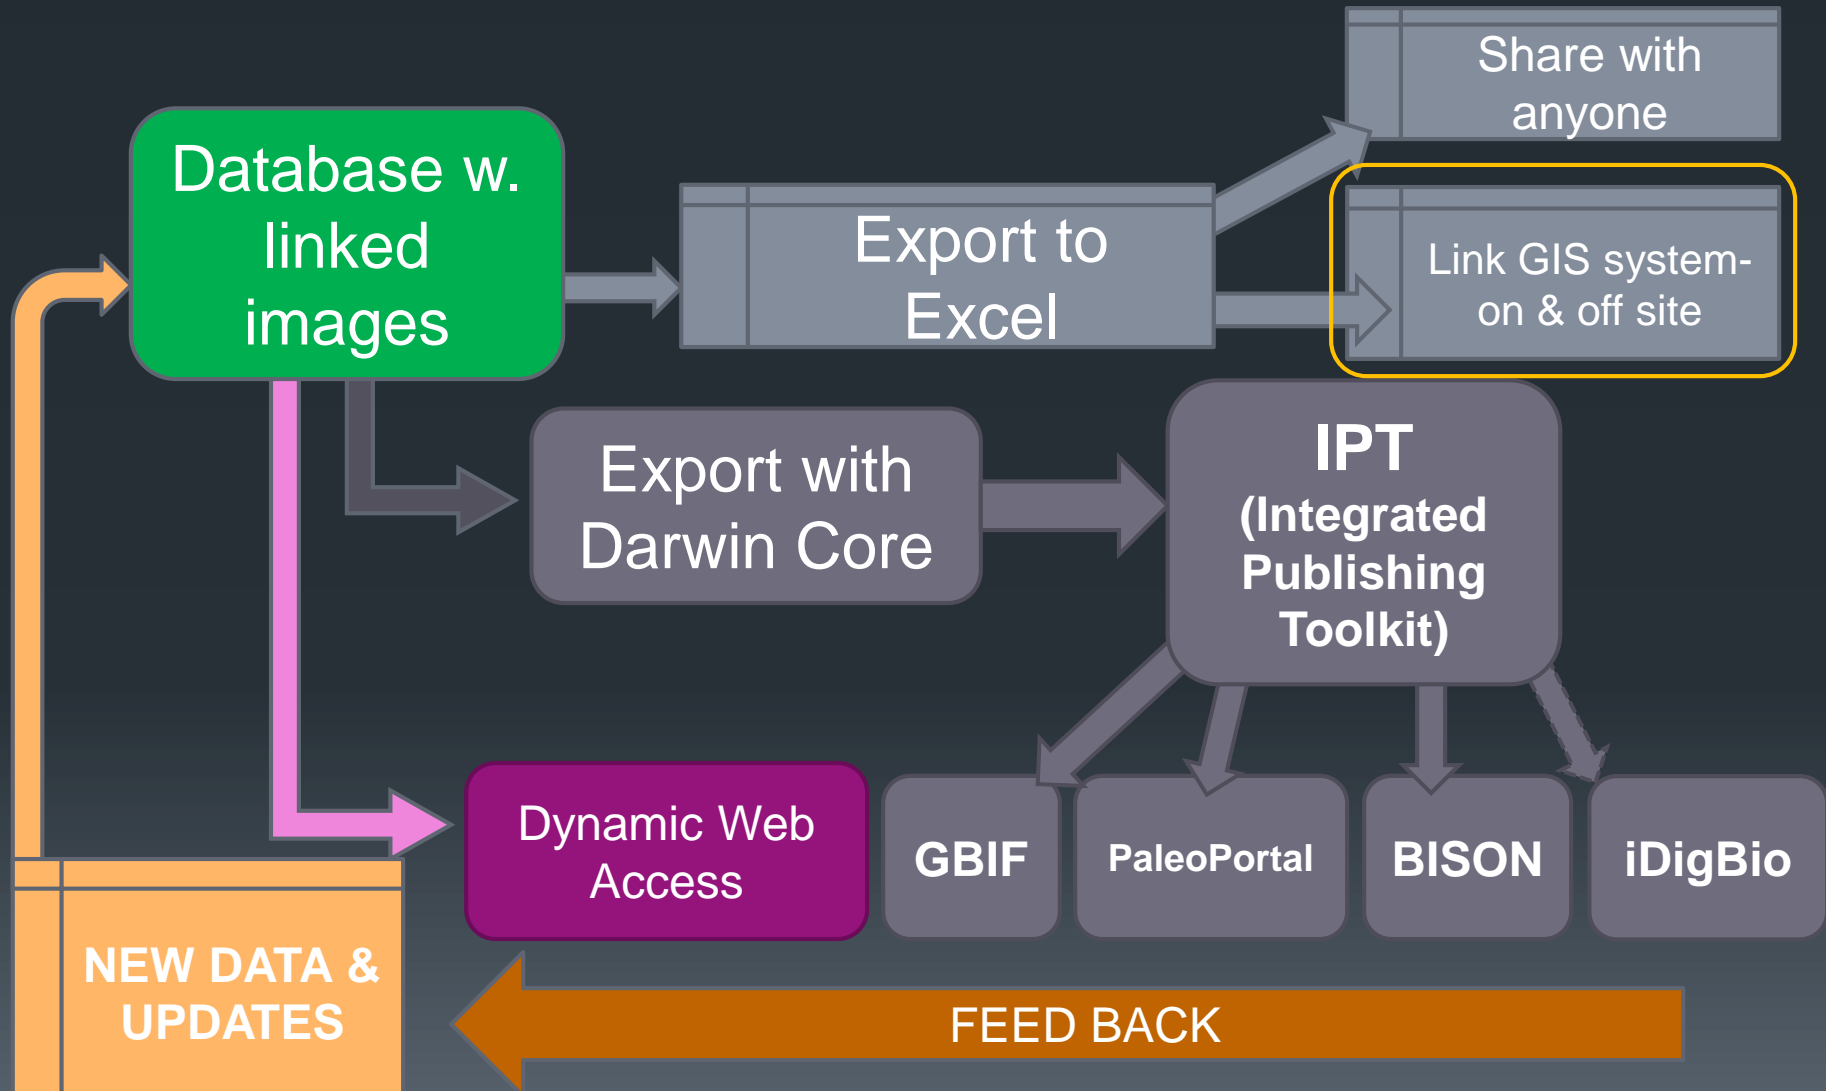 Share with
anyone
Database w.
linked
images
Export to
Excel
Link GIS system-
on & off site
Export with
Darwin Core
IPT
(Integrated
Publishing
Toolkit)
Dynamic Web
Access
GBIF
PaleoPortal
BISON
iDigBio
NEW DATA &
UPDATES
FEED BACK